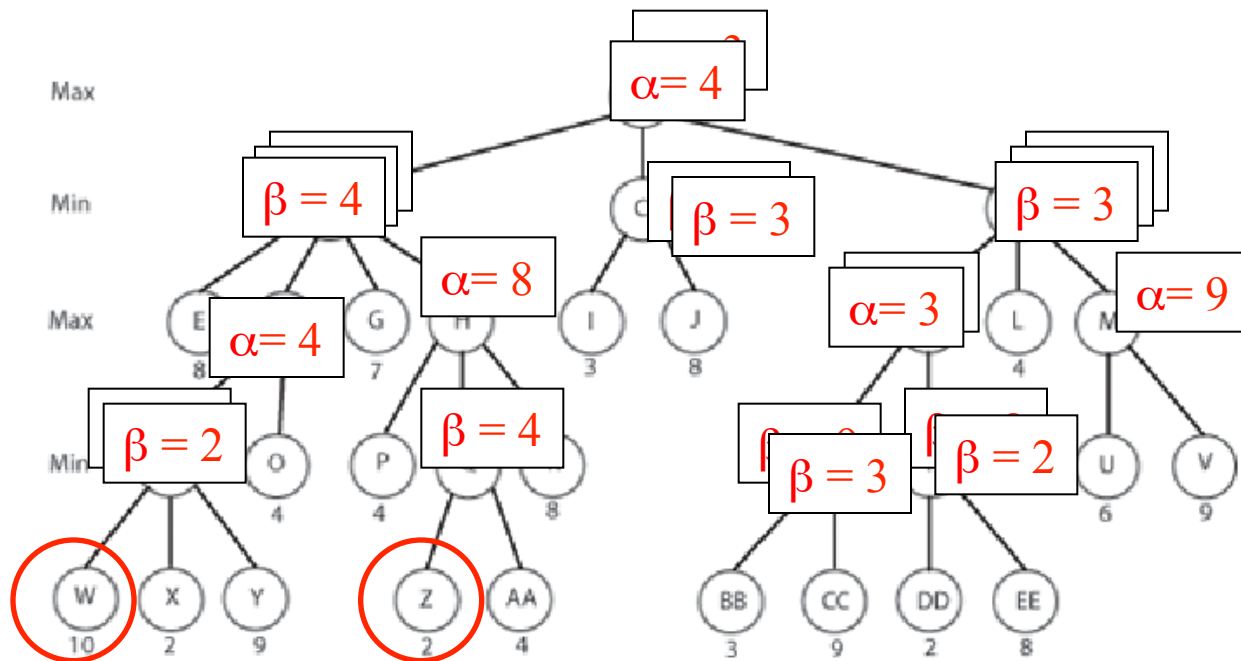 α= 4
Max
β = 4
C
β = 3
β = 3
Min
α= 8
α= 9
α= 3
Max
E
G
H
I
J
L
M
α= 4
8
7
3
8
4
β = 4
β = 2
β = 2
β = 3
Min
O
P
U
V
4
4
8
6
9
W
X
Y
Z
AA
BB
CC
DD
EE
10
2
9
2
4
3
9
2
8